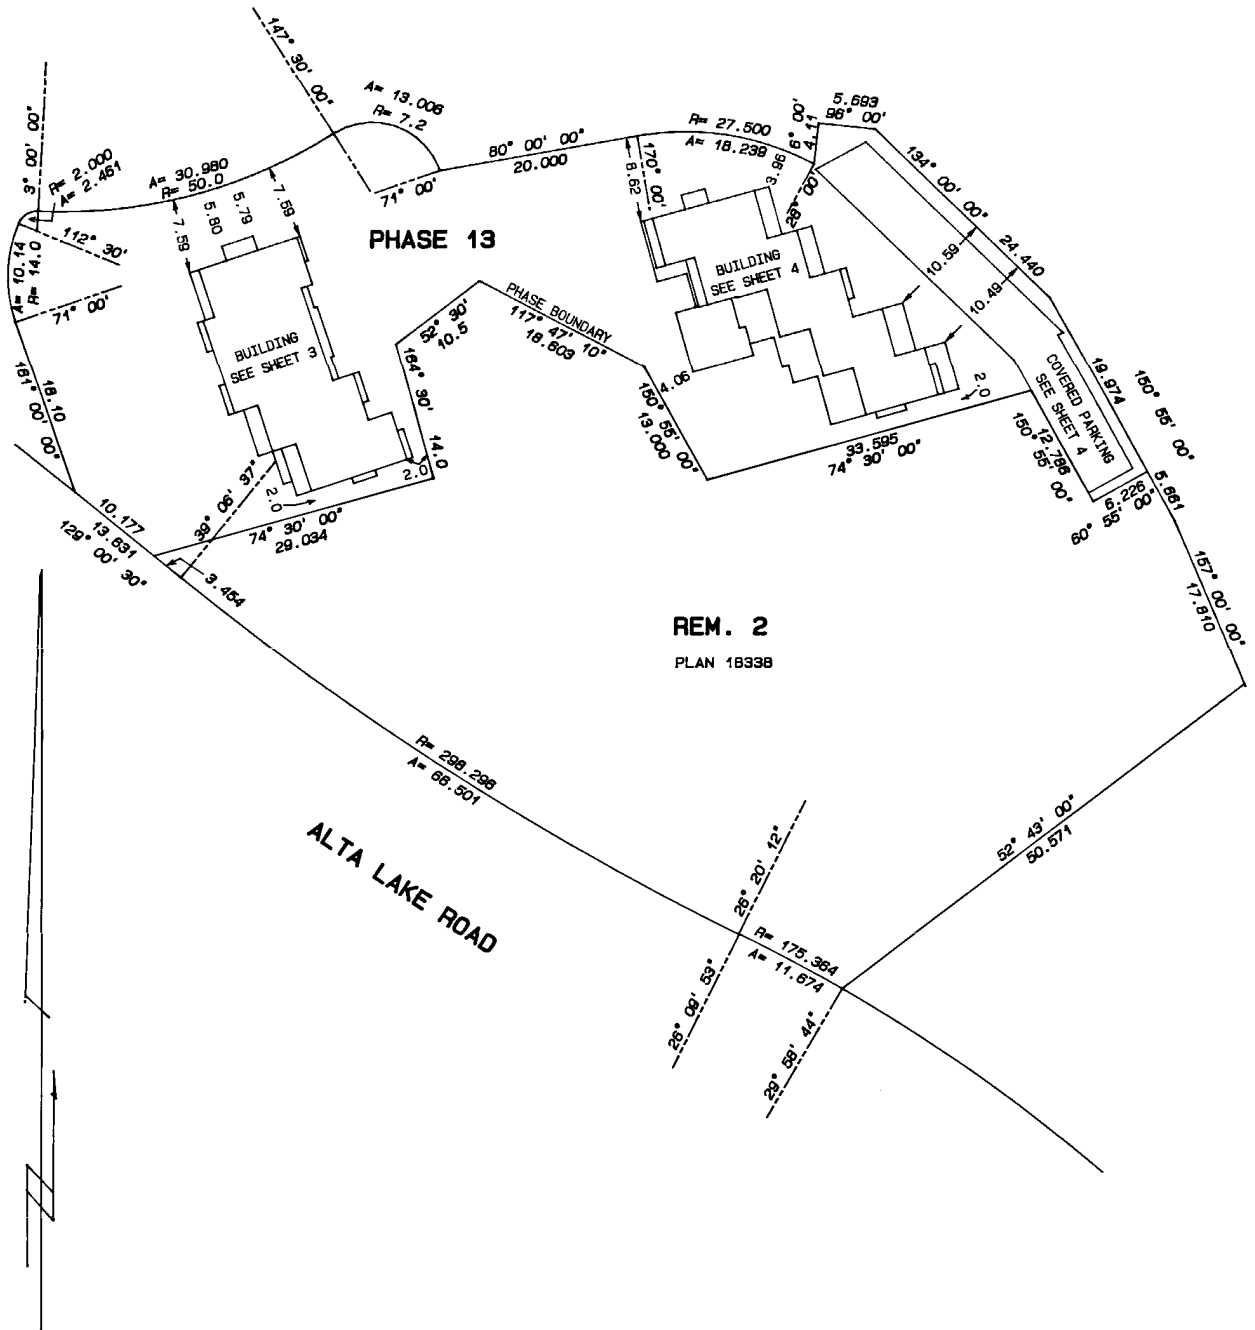 147° 30' 00"
A= 13.006
R= 7.2
3° 00' 00"
R= 2.000
A= 2.461
A= 30.980
R= 50.0
80° 00' 00"
20.000
71° 00'
R= 27.500
A= 18.239
6° 00'
4.11
5.693
96° 00'
134° 00' 00"
24.440
112° 30'
A= 10.14
R= 14.0
71° 00'
7.59
5.80
5.79
7.59
PHASE 13
8.62
170° 00'
3.96
28° 00'
10.59
10.49
BUILDING
SEE SHEET 3
BUILDING
SEE SHEET 4
PHASE BOUNDARY
117° 47' 10"
18.603
52° 30'
10.5
164° 30'
14.0
161° 00' 00"
18.10
4.06
150° 55' 00"
13.000
2.0
33.595
74° 30' 00"
COVERED PARKING
SEE SHEET 4
19.974
150° 55' 00"
12.786
150° 55' 00"
6.226
60° 55' 00"
5.661
157° 00' 00"
17.810
2.0
2.0
39° 06' 37"
74° 30' 00"
29.034
10.177
13.631
129° 00' 30"
3.454
REM. 2
PLAN 18338
R= 298.296
A= 66.501
ALTA LAKE ROAD
52° 43' 00"
50.571
26° 20' 12"
R= 175.364
A= 11.674
26° 09' 53"
29° 58' 44"